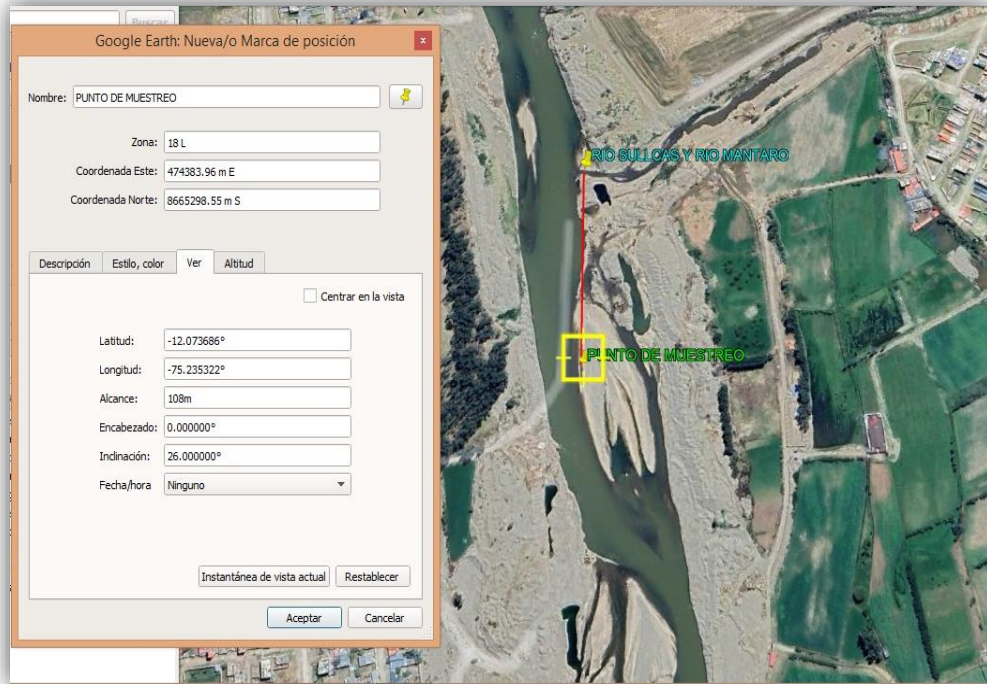 Buscar
Google Earth: Nueva/o Marca de posición
x
Nombre: PUNTO DE MUESTREO
Zona: 18 L
Coordenada Este: 474383.96 m E
Coordenada Norte: 8665298.55 m S
Descripción Estilo, color Ver Altitud
Centrar en la vista
Latitud: -12.073686°
Longitud: -75.235322°
Alcance: 108m
Encabezado: 0.000000°
Inclinación: 26.000000°
Fecha/hora Ninguno
Instantánea de vista actual Restablecer
Aceptar Cancelar
RIO SULLCAS Y RIO MANTARO
PUNTO DE MUESTREO